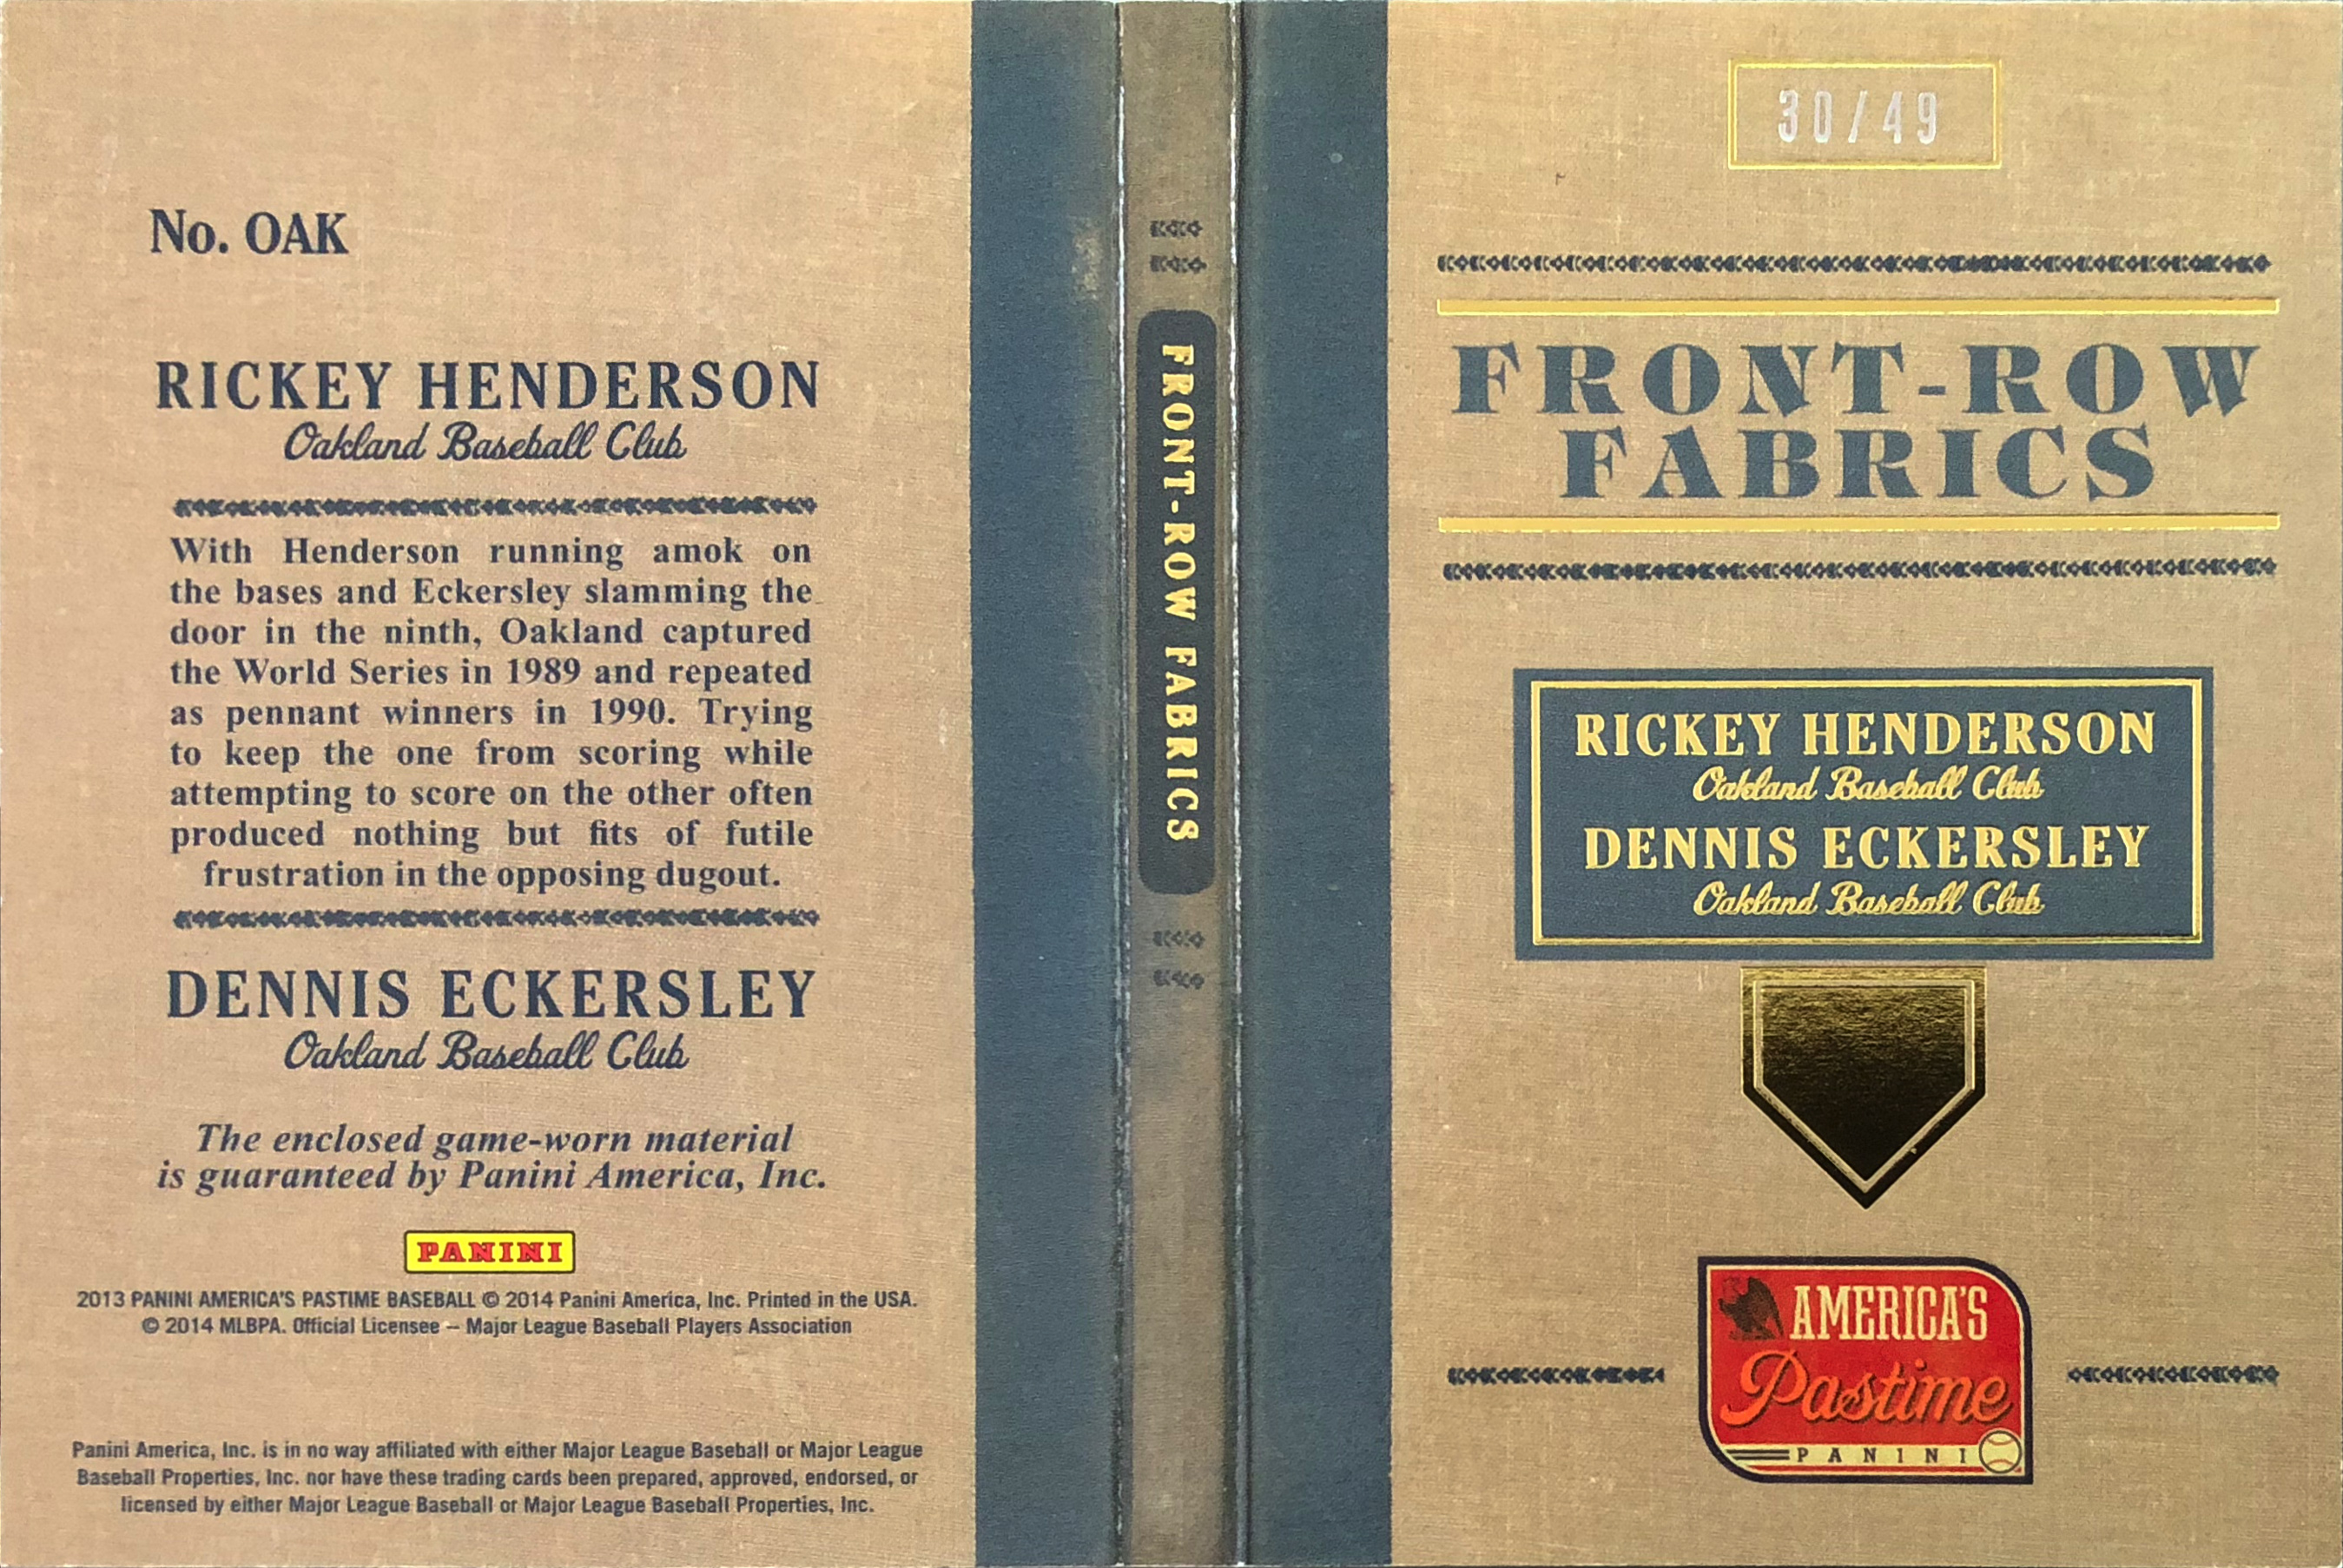 No. OAK
RICKEY HENDERSON
Oakland Baseball Club
With Henderson running amok on
the bases and Eckersley slamming the
door in the ninth, Oakland captured
the World Series in 1989 and repeated
as pennant winners in 1990. Trying
to keep the one from scoring while
attempting to score on the other often
produced nothing but fits of futile
frustration in the opposing dugout.
DENNIS ECKERSLEY
Oakland Baseball Club
The enclosed game-worn material
is guaranteed by Panini America, Inc.
PANINI
2013 PANINI AMERICA'S PASTIME BASEBALL © 2014 Panini America, Inc. Printed in the USA.
© 2014 MLBPA. Official Licensee – Major League Baseball Players Association
Panini America, Inc. is in no way affiliated with either Major League Baseball or Major League
Baseball Properties, Inc. nor have these trading cards been prepared, approved, endorsed, or
licensed by either Major League Baseball or Major League Baseball Properties, Inc.
FRONT-ROW FABRICS
30/49
FRONT-ROW
FABRICS
RICKEY HENDERSON
Oakland Baseball Club
DENNIS ECKERSLEY
Oakland Baseball Club
AMERICA'S
Pastime
PANINI